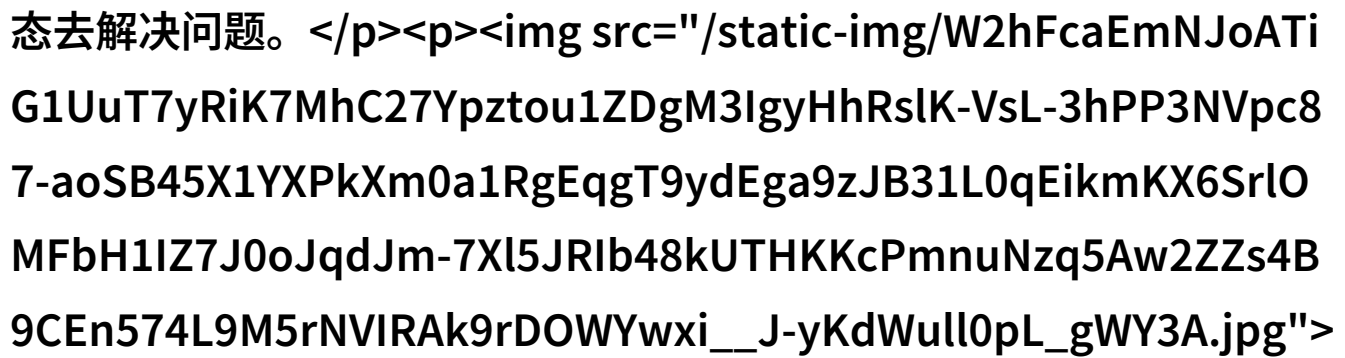 态去解决问题。</p><p><img src="/static-img/W2hFcaEmNJoATi
G1UuT7yRiK7MhC27Ypztou1ZDgM3IgyHhRslK-VsL-3hPP3NVpc8
7-aoSB45X1YXPkXm0a1RgEqgT9ydEga9zJB31L0qEikmKX6SrlO
MFbH1IZ7J0oJqdJm-7Xl5JRIb48kUTHKKcPmnuNzq5Aw2ZZs4B
9CEn574L9M5rNVIRAk9rDOWYwxi__J-yKdWull0pL_gWY3A.jpg">